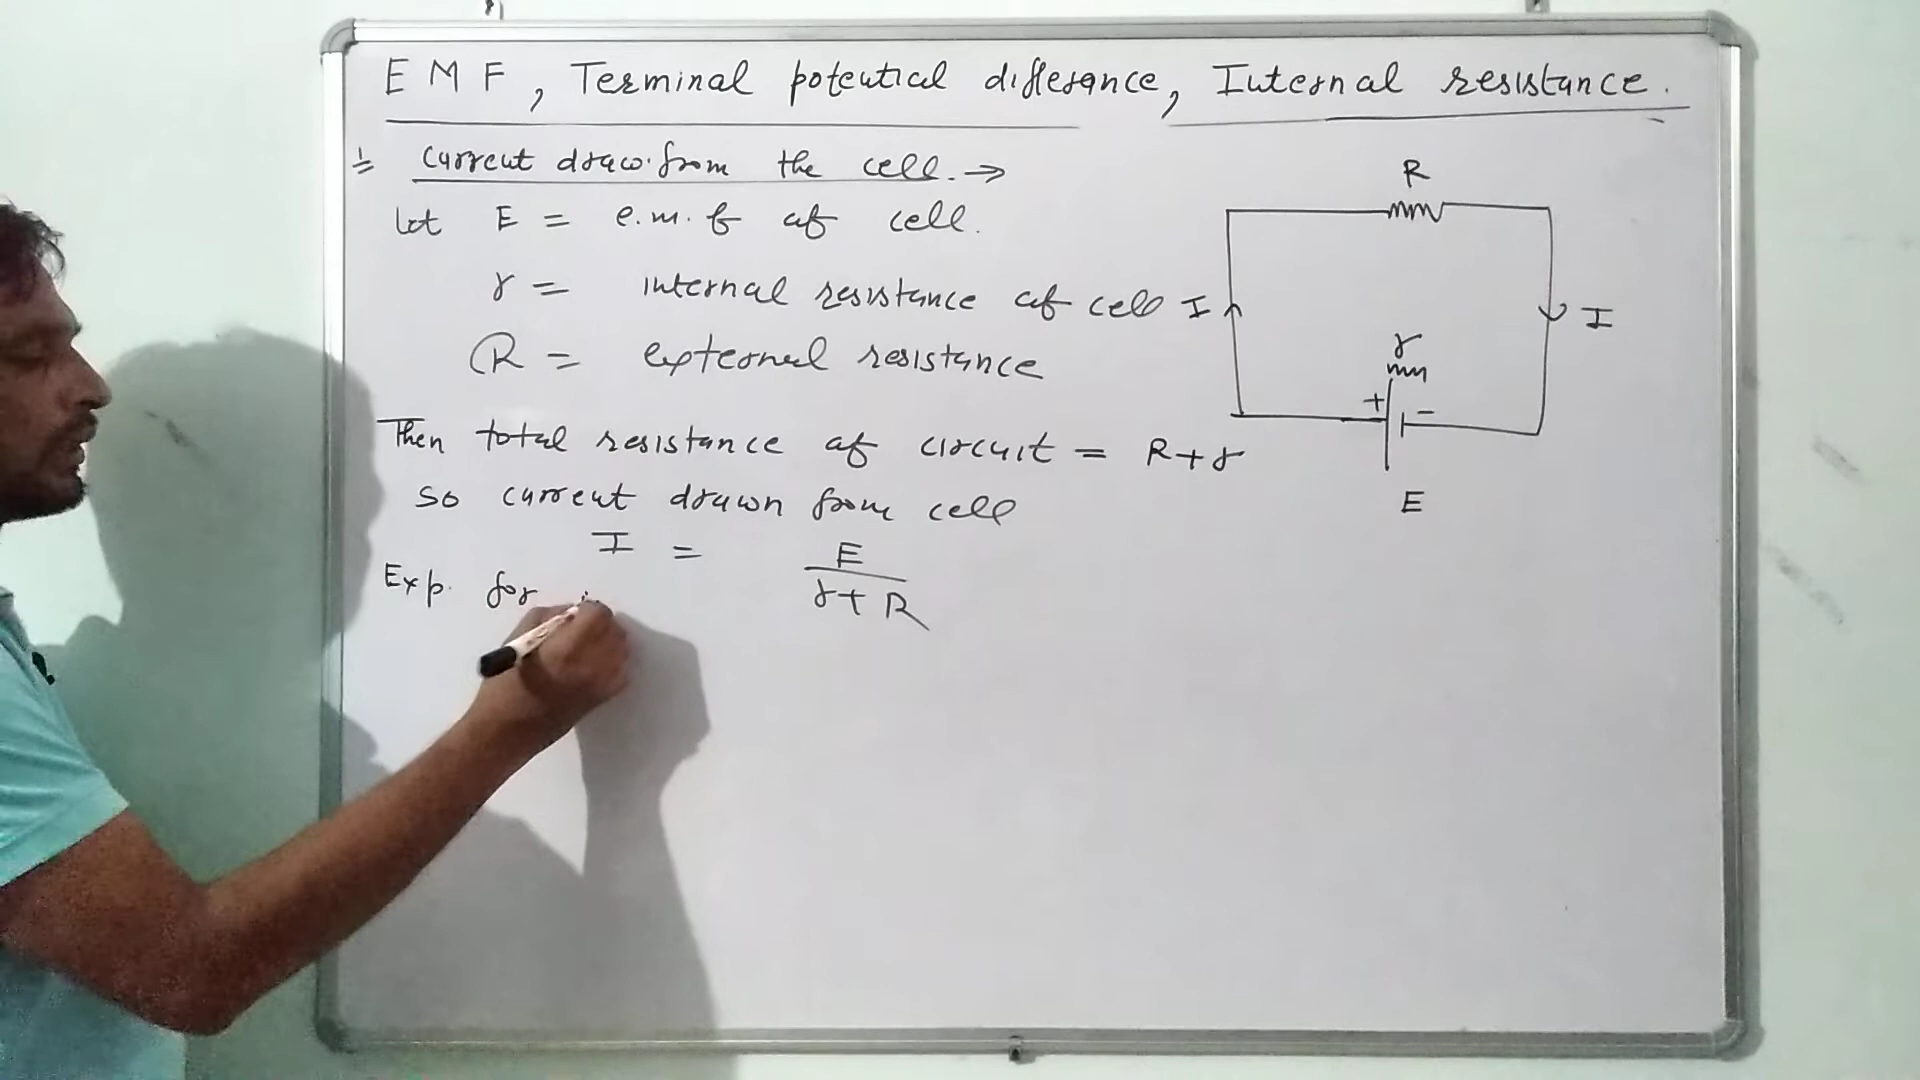 EMF, Terminal potential difference, Internal resistance.
1 Current draw from the cell. →
let E = e.m.f of cell.
r = internal resistance of cell
R = external resistance
Then total resistance of circuit = R+r
So current drawn from cell
I = E / r+R
Exp. for
R
I
I
r
+ -
E